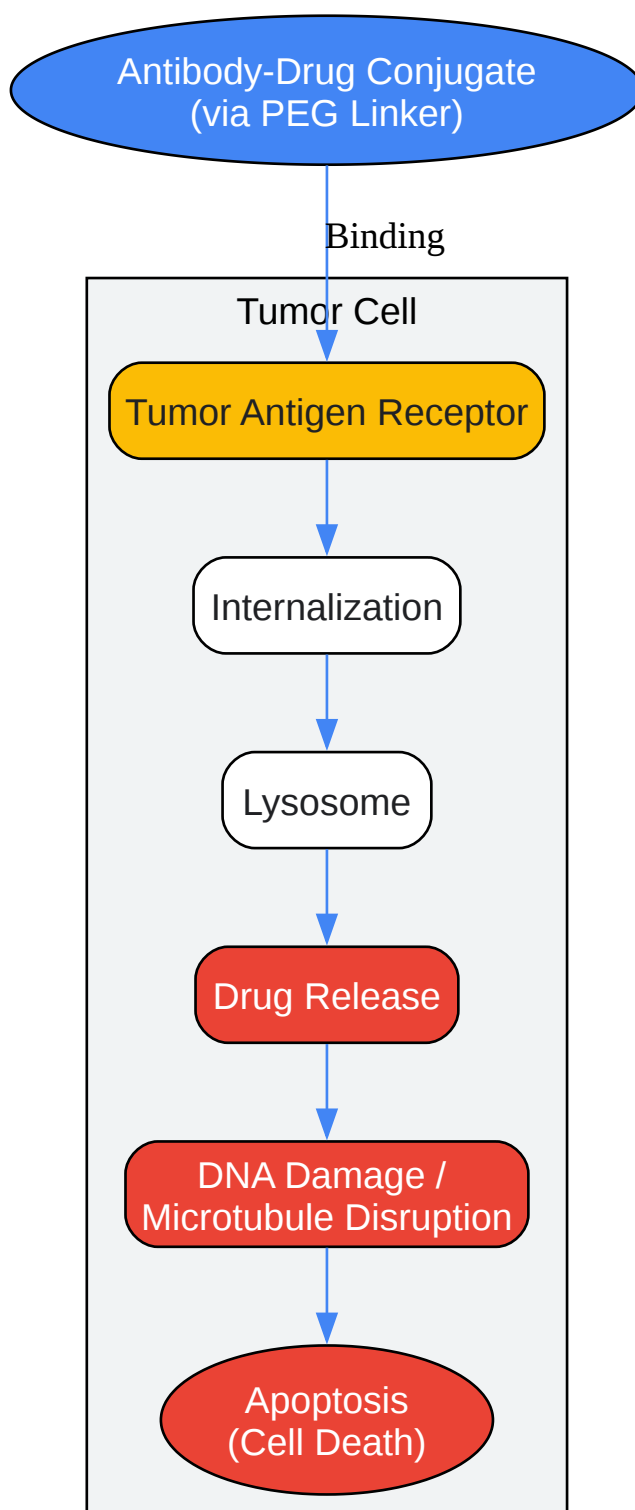 Antibody-Drug Conjugate
(via PEG Linker)
Binding
Tumor Cell
Tumor Antigen Receptor
Internalization
Lysosome
Drug Release
DNA Damage /
Microtubule Disruption
Apoptosis
(Cell Death)